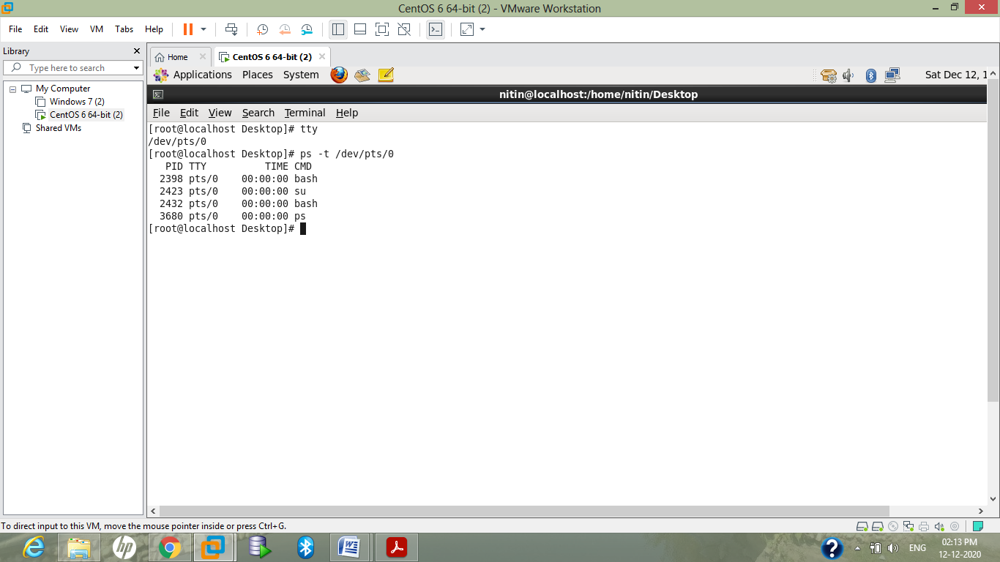 CentOS 6 64-bit (2) - VMware Workstation
File Edit View VM Tabs Help
Library
Type here to search
My Computer
Windows 7 (2)
CentOS 6 64-bit (2)
Shared VMs
Home CentOS 6 64-bit (2)
Applications Places System Sat Dec 12, 1
nitin@localhost:/home/nitin/Desktop
File Edit View Search Terminal Help
[root@localhost Desktop]# tty
/dev/pts/0
[root@localhost Desktop]# ps -t /dev/pts/0
PID TTY TIME CMD
2398 pts/0 00:00:00 bash
2423 pts/0 00:00:00 su
2432 pts/0 00:00:00 bash
3680 pts/0 00:00:00 ps
[root@localhost Desktop]#
To direct input to this VM, move the mouse pointer inside or press Ctrl+G.
ENG 02:13 PM
12-12-2020